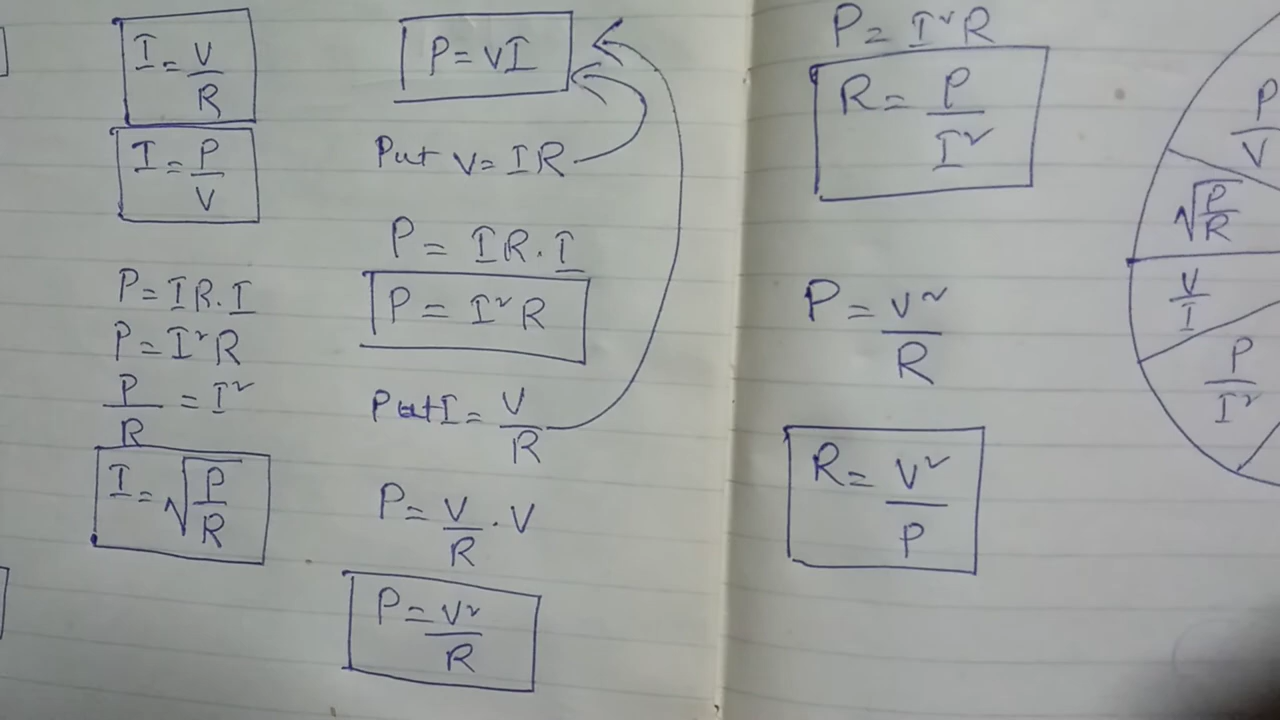 I = V/R
I = P/V
P = IR.I
P = I²R
P/R = I²
I = √(P/R)
P = VI
Put V = IR
P = IR.I
P = I²R
Put I = V/R
P = V/R . V
P = V²/R
P = I²R
R = P/I²
P = V²/R
R = V²/P
P/V
√(P/R)
V/I
P/I²